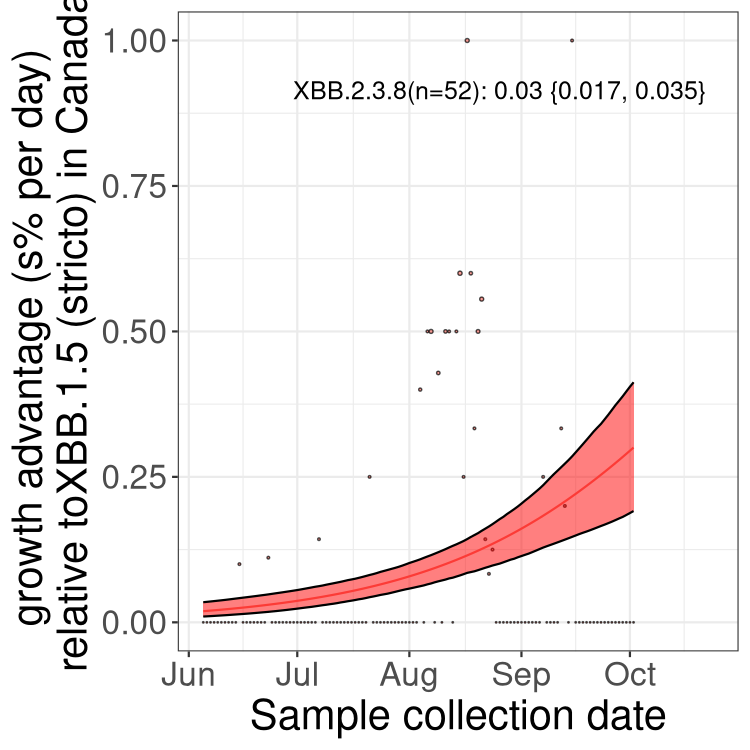 growth advantage (s% per day)
relative toXBB.1.5 (stricto) in Canada
1.00
XBB.2.3.8(n=52): 0.03 {0.017, 0.035}
0.75
0.50
0.25
0.00
Jun Jul Aug Sep Oct
Sample collection date